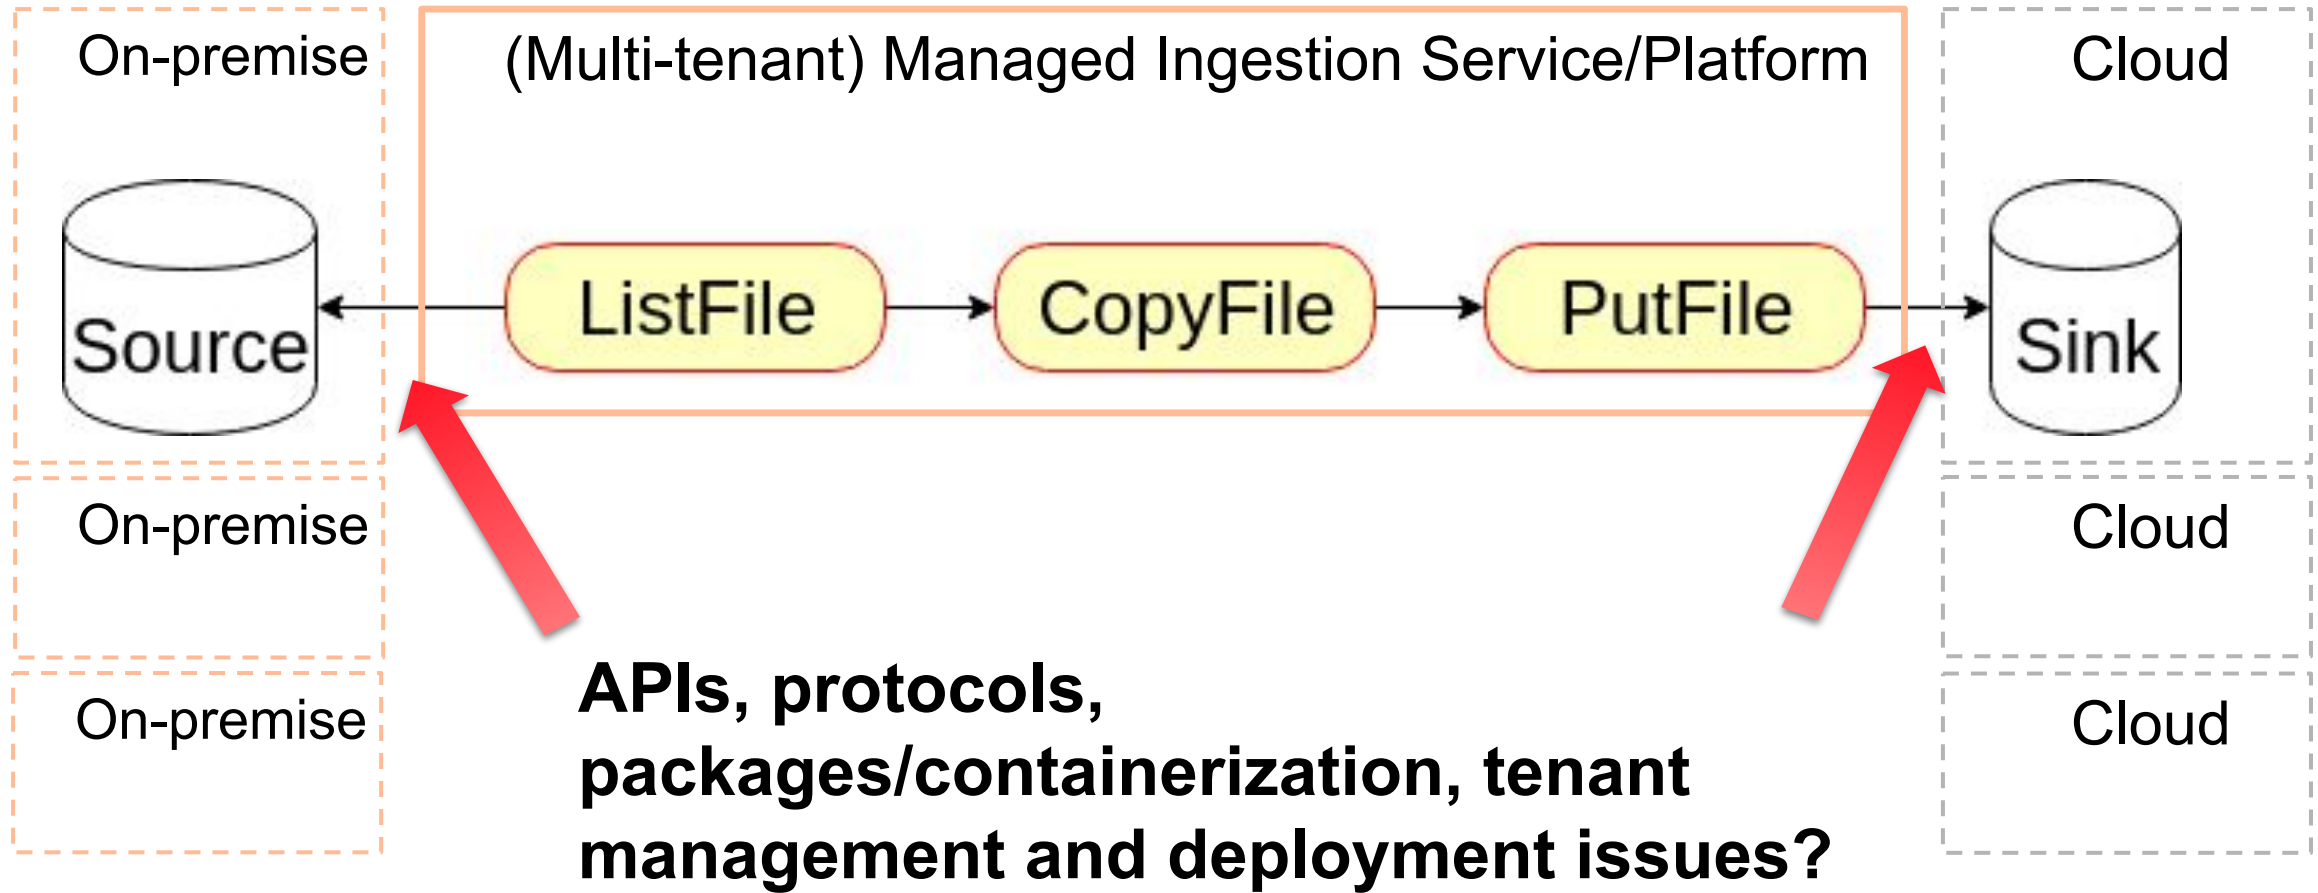 On-premise
(Multi-tenant) Managed Ingestion Service/Platform
Cloud
Source
ListFile
CopyFile
PutFile
Sink
On-premise
Cloud
On-premise
Cloud
APIs, protocols,
packages/containerization, tenant
management and deployment issues?